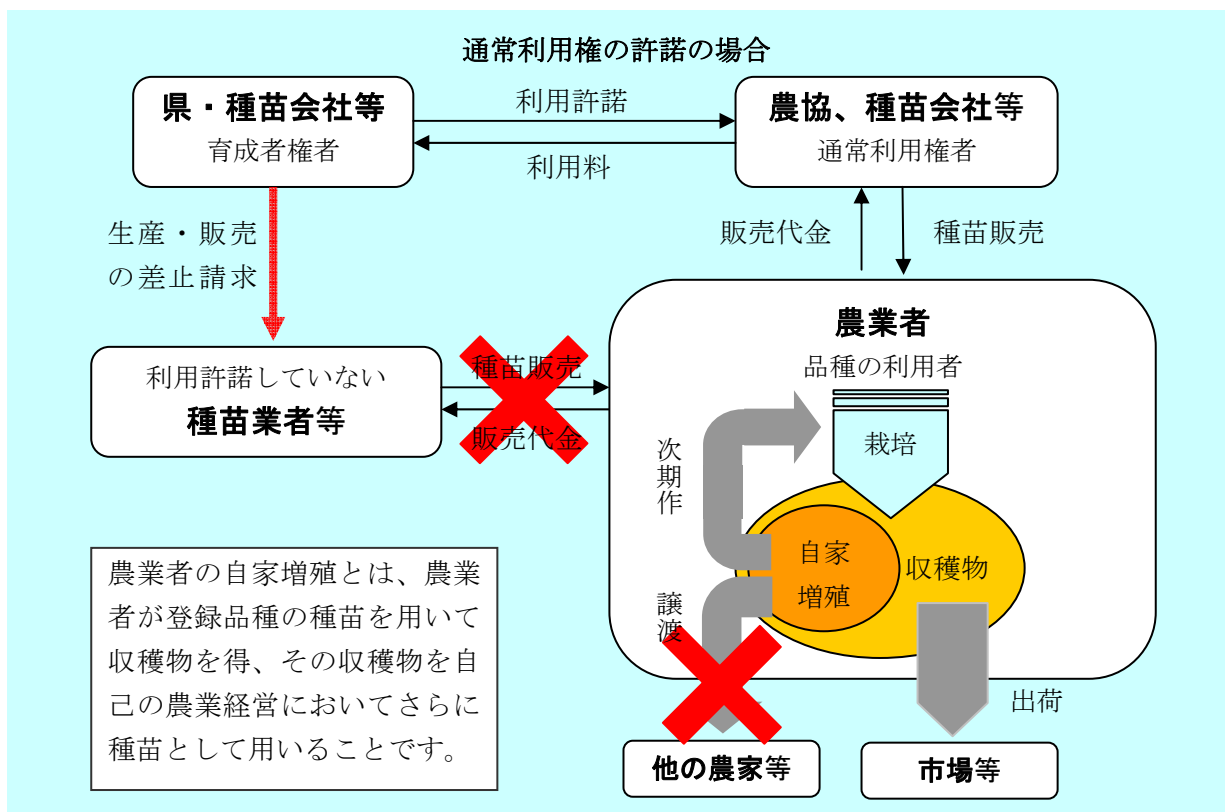 通常利用権の許諾の場合
県・種苗会社等
育成者権者
利用許諾
利用料
農協、種苗会社等
通常利用権者
生産・販売
の差止請求
販売代金
種苗販売
利用許諾していない
種苗業者等
種苗販売
販売代金
農業者
品種の利用者
栽培
次期作
自家
増殖
収穫物
譲渡
出荷
他の農家等
市場等
農業者の自家増殖とは、農業
者が登録品種の種苗を用いて
収穫物を得、その収穫物を自
己の農業経営においてさらに
種苗として用いることです。